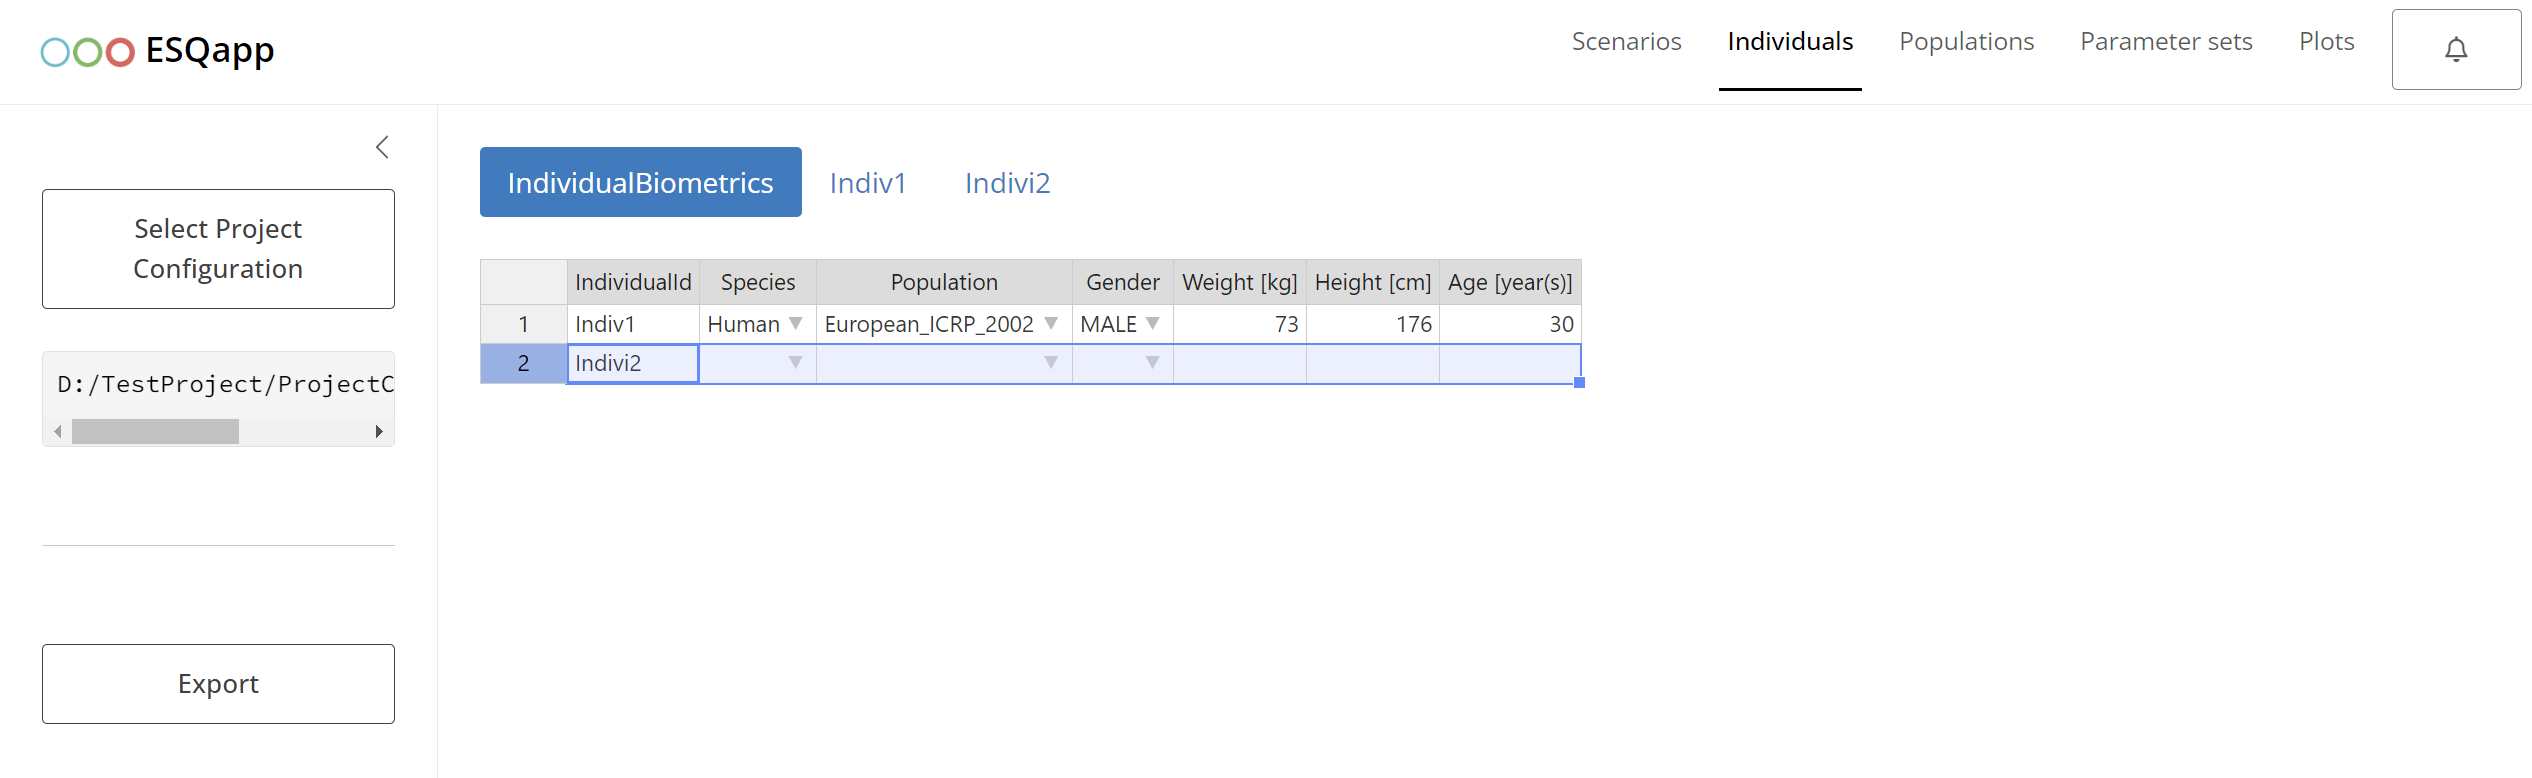 ESQapp
Scenarios Individuals Populations Parameter sets Plots
Select Project
Configuration
D:/TestProject/ProjectC
Export
IndividualBiometrics Indiv1 Indivi2
IndividualId Species Population Gender Weight [kg] Height [cm] Age [year(s)]
1 Indiv1 Human European_ICRP_2002 MALE 73 176 30
2 Indivi2